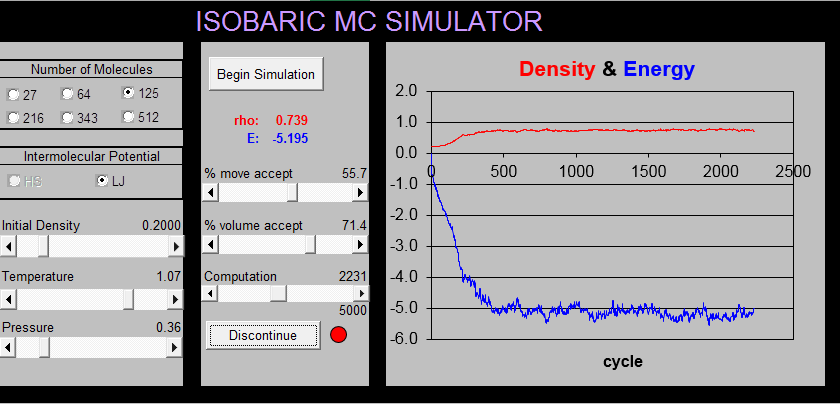 ISOBARIC MC SIMULATOR
Number of Molecules
27 64 125
216 343 512
Intermolecular Potential
HS LJ
Initial Density 0.2000
Temperature 1.07
Pressure 0.36
Begin Simulation
rho: 0.739
E: -5.195
% move accept 55.7
% volume accept 71.4
Computation 2231
5000
Discontinue
Density & Energy
2.0
1.0
0.0
0 500 1000 1500 2000 2500
-1.0
-2.0
-3.0
-4.0
-5.0
-6.0
cycle